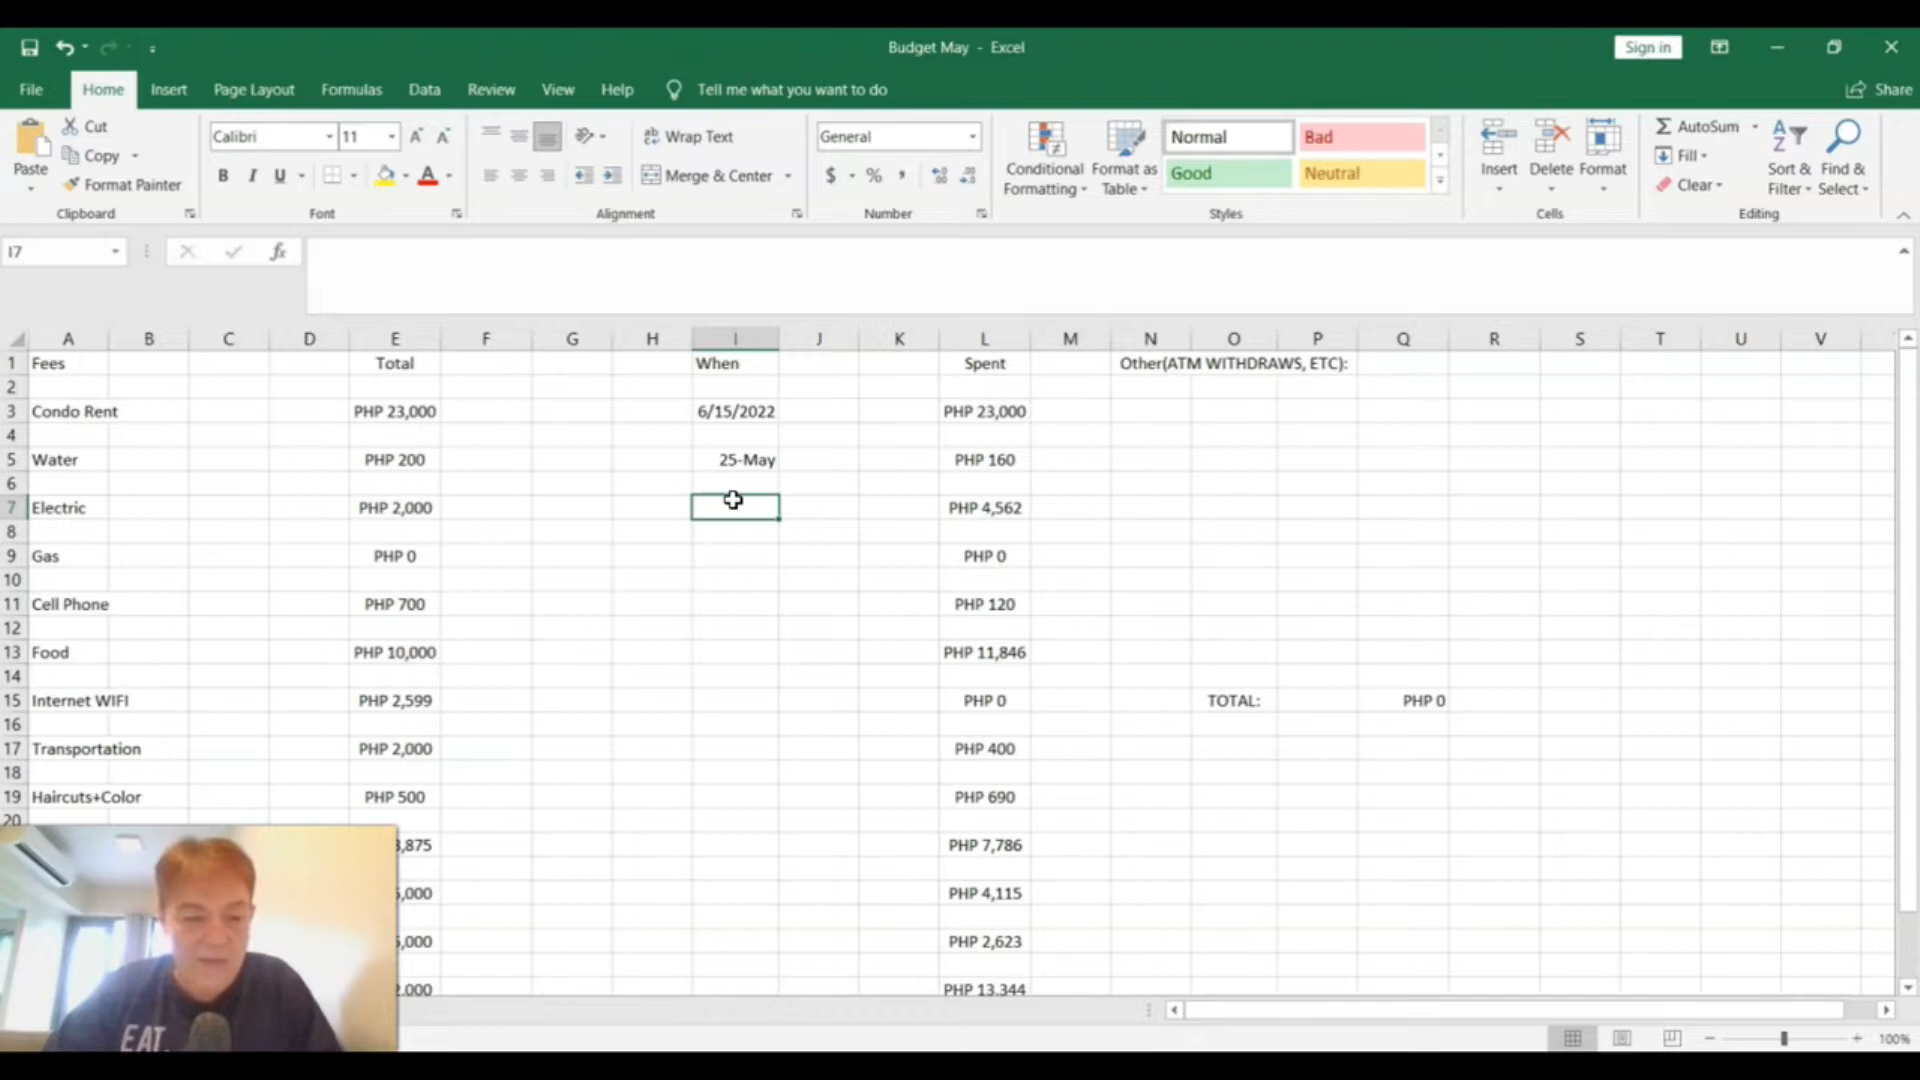 Budget May - Excel
Sign in
File Home Insert Page Layout Formulas Data Review View Help Tell me what you want to do Share
Paste
Cut
Copy
Format Painter
Clipboard
Calibri 11
B I U
Font
Wrap Text
Merge & Center
Alignment
General
$ %
Number
Conditional Formatting
Format as Table
Normal Bad
Good Neutral
Styles
Insert Delete Format
Cells
AutoSum
Fill
Clear
Sort & Filter
Find & Select
Editing
I7 fx
A B C D E F G H I J K L M N O P Q R S T U V
1 Fees Total When Spent Other(ATM WITHDRAWS, ETC):
2
3 Condo Rent PHP 23,000 6/15/2022 PHP 23,000
4
5 Water PHP 200 25-May PHP 160
6
7 Electric PHP 2,000 PHP 4,562
8
9 Gas PHP 0 PHP 0
10
11 Cell Phone PHP 700 PHP 120
12
13 Food PHP 10,000 PHP 11,846
14
15 Internet WIFI PHP 2,599 PHP 0 TOTAL: PHP 0
16
17 Transportation PHP 2,000 PHP 400
18
19 Haircuts+Color PHP 500 PHP 690
20
,875 PHP 7,786
,000 PHP 4,115
,000 PHP 2,623
.000 PHP 13.344
EAT.
100%